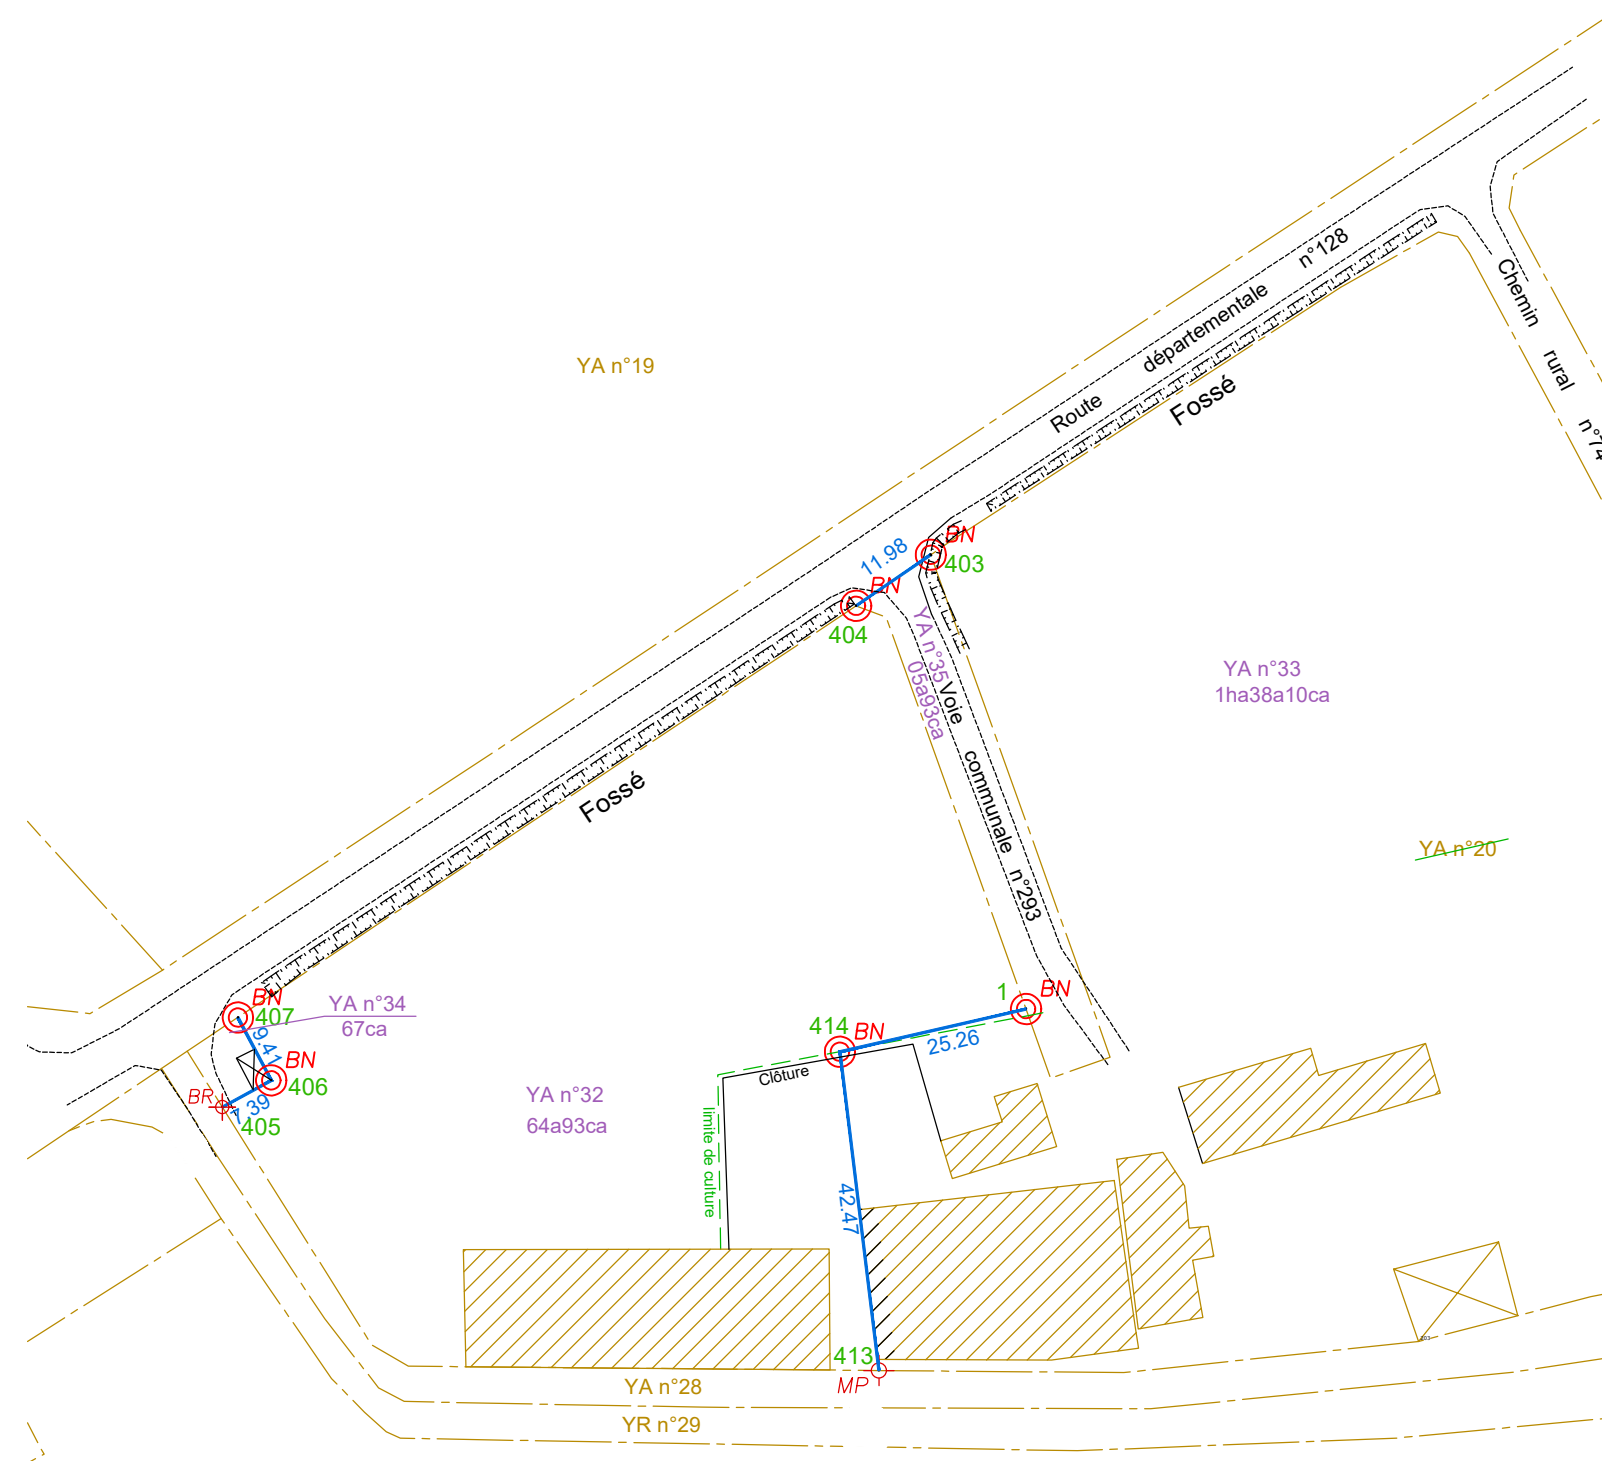 n°128
départementale
Route
Chemin
rural
n°74
YA n°19
Fossé
BN
403
11.98
BN
404
YA n°35
05a93ca
Voie
communale
n°293
YA n°33
1ha38a10ca
Fossé
YA n°20
BN
407
YA n°34
67ca
9.41
BN
406
BR
7.39
405
1
BN
414
BN
25.26
Clôture
limite de culture
YA n°32
64a93ca
42.47
413
MP
YA n°28
YR n°29